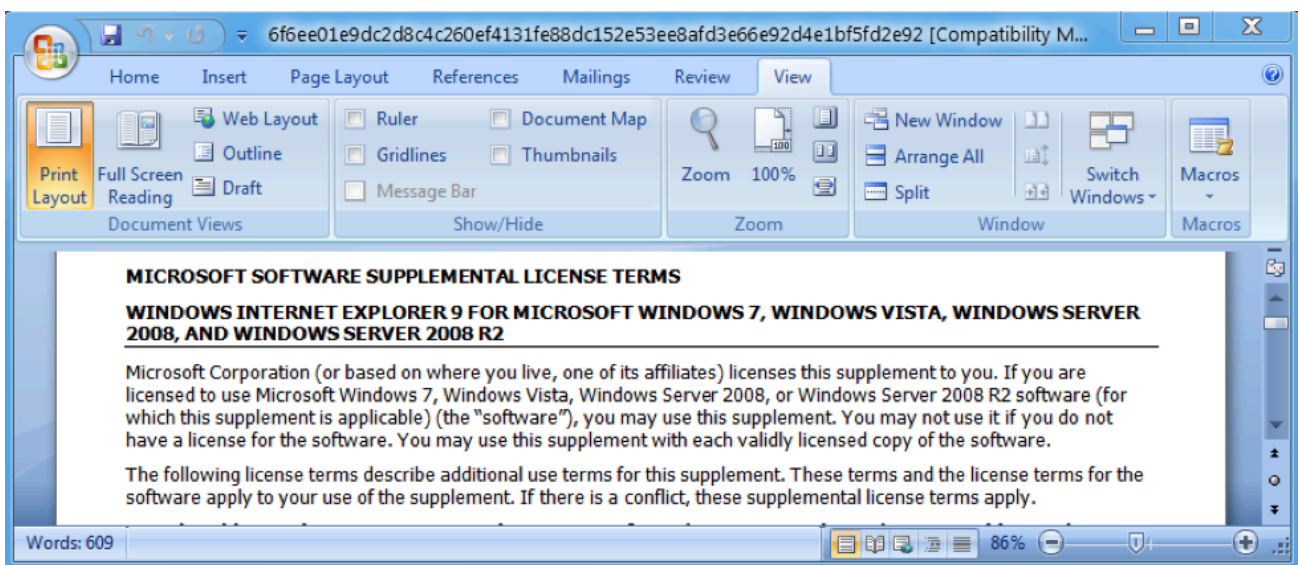 6f6ee01e9dc2d8c4c260ef4131fe88dc152e53ee8afd3e66e92d4e1bf5fd2e92 [Compatibility M...
Home Insert Page Layout References Mailings Review View
Print Layout
Full Screen Reading
Web Layout
Outline
Draft
Document Views
Ruler
Gridlines
Message Bar
Document Map
Thumbnails
Show/Hide
Zoom
100
100%
Zoom
New Window
Arrange All
Split
Switch Windows
Window
Macros
Macros
MICROSOFT SOFTWARE SUPPLEMENTAL LICENSE TERMS
WINDOWS INTERNET EXPLORER 9 FOR MICROSOFT WINDOWS 7, WINDOWS VISTA, WINDOWS SERVER
2008, AND WINDOWS SERVER 2008 R2
Microsoft Corporation (or based on where you live, one of its affiliates) licenses this supplement to you. If you are
licensed to use Microsoft Windows 7, Windows Vista, Windows Server 2008, or Windows Server 2008 R2 software (for
which this supplement is applicable) (the “software”), you may use this supplement. You may not use it if you do not
have a license for the software. You may use this supplement with each validly licensed copy of the software.
The following license terms describe additional use terms for this supplement. These terms and the license terms for the
software apply to your use of the supplement. If there is a conflict, these supplemental license terms apply.
Words: 609
86%